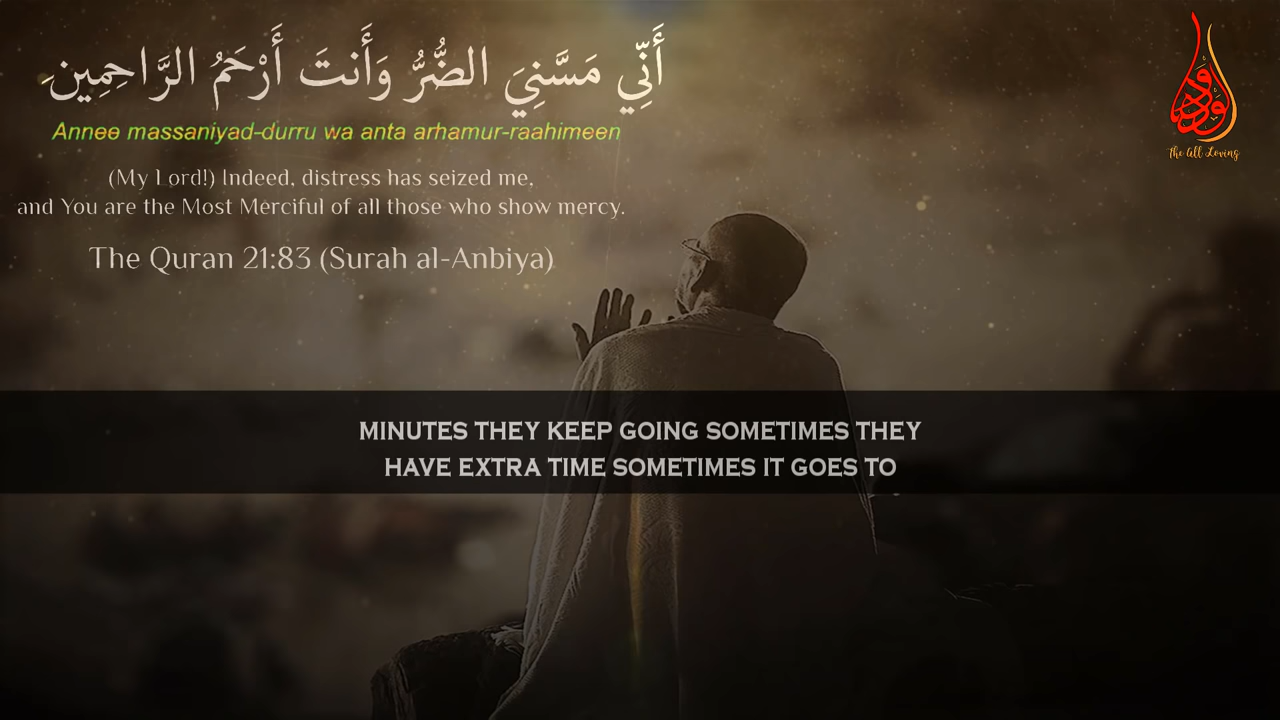 أَنِّي مَسَّنِيَ الضُّرُّ وَأَنتَ أَرْحَمُ الرَّاحِمِينَ
Annee massaniyad-durru wa anta arhamur-raahimeen
(My Lord!) Indeed, distress has seized me,
and You are the Most Merciful of all those who show mercy.
The Quran 21:83 (Surah al-Anbiya)
الودود
The All Loving
MINUTES THEY KEEP GOING SOMETIMES THEY
HAVE EXTRA TIME SOMETIMES IT GOES TO